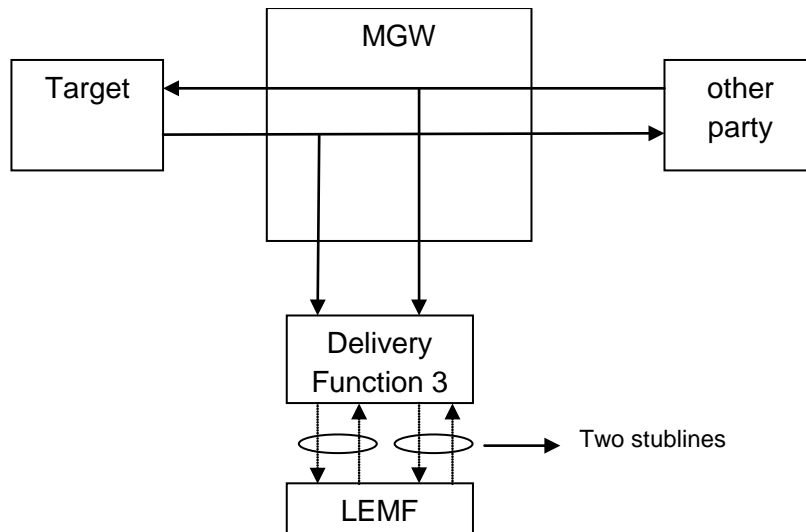 MGW
Target
other
party
Delivery
Function 3
Two stublines
LEMF